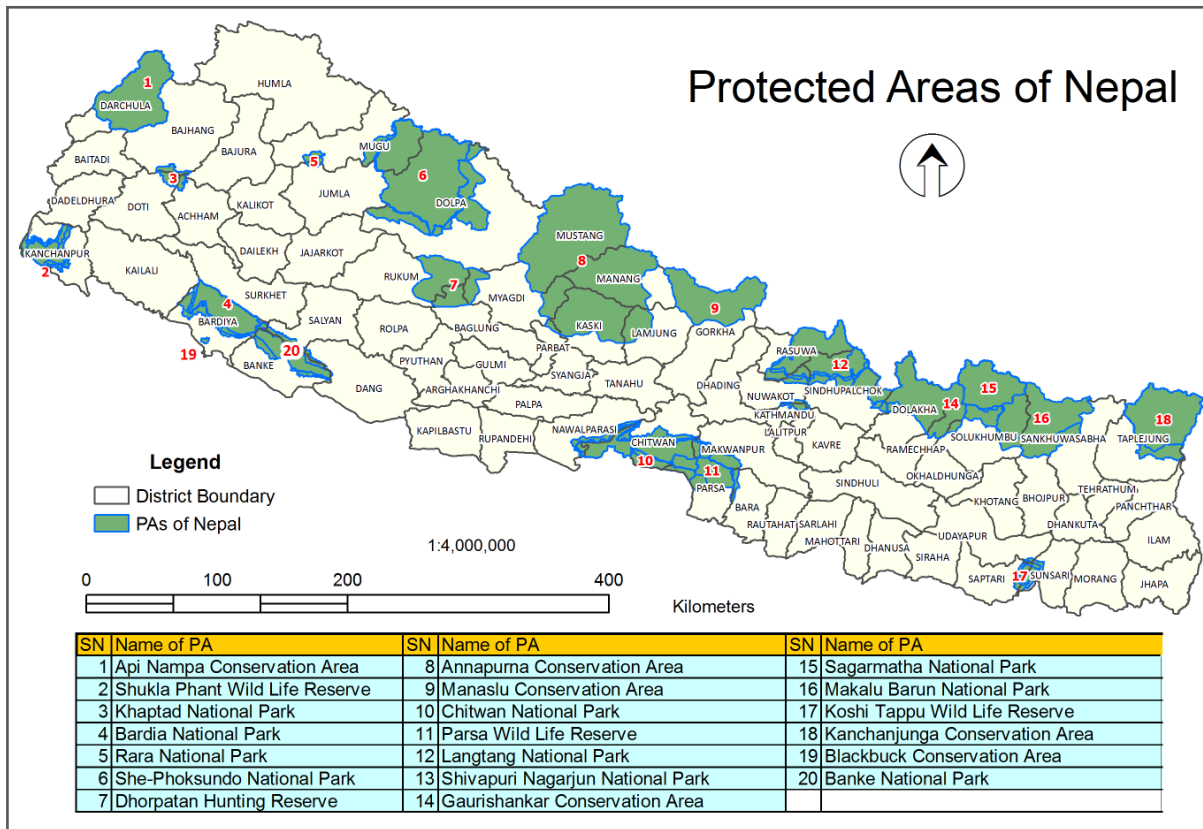 Protected Areas of Nepal
1
HUMLA
DARCHULA
BAJHANG
MUGU
BAITADI
BAJURA
5
3
6
JUMLA
DADELDHURA
DOTI
KALIKOT
DOLPA
ACHHAM
MUSTANG
KANCHANPUR
DAILEKH
JAJARKOT
8
2
KAILALI
RUKUM
7
MANANG
SURKHET
MYAGDI
4
9
BARDIYA
SALYAN
ROLPA
BAGLUNG
KASKI
LAMJUNG
GORKHA
19
20
PARBAT
RASUWA
BANKE
PYUTHAN
GULMI
12
SYANGJA
DANG
ARGHAKHANCHI
TANAHU
DHADING
SINDHUPALCHOK
15
NUWAKOT
PALPA
14
DOLAKHA
16
18
KAPILBASTU
RUPANDEHI
NAWALPARASI
KATHMANDU
LALITPUR
CHITWAN
KAVRE
SOLUKHUMBU
SANKHUWASABHA
TAPLEJUNG
MAKWANPUR
RAMECHHAP
10
11
OKHALDHUNGA
PARSA
SINDHULI
TEHRATHUM
BARA
KHOTANG
BHOJPUR
PANCHTHAR
RAUTAHAT
SARLAHI
DHANKUTA
MAHOTTARI
UDAYAPUR
ILAM
DHANUSA
SIRAHA
17
SUNSARI
MORANG
SAPTARI
JHAPA
Legend
District Boundary
PAs of Nepal
1:4,000,000
0 100 200 400
Kilometers
SN Name of PA SN Name of PA SN Name of PA
1 Api Nampa Conservation Area 8 Annapurna Conservation Area 15 Sagarmatha National Park
2 Shukla Phant Wild Life Reserve 9 Manaslu Conservation Area 16 Makalu Barun National Park
3 Khaptad National Park 10 Chitwan National Park 17 Koshi Tappu Wild Life Reserve
4 Bardia National Park 11 Parsa Wild Life Reserve 18 Kanchanjunga Conservation Area
5 Rara National Park 12 Langtang National Park 19 Blackbuck Conservation Area
6 She-Phoksundo National Park 13 Shivapuri Nagarjun National Park 20 Banke National Park
7 Dhorpatan Hunting Reserve 14 Gaurishankar Conservation Area